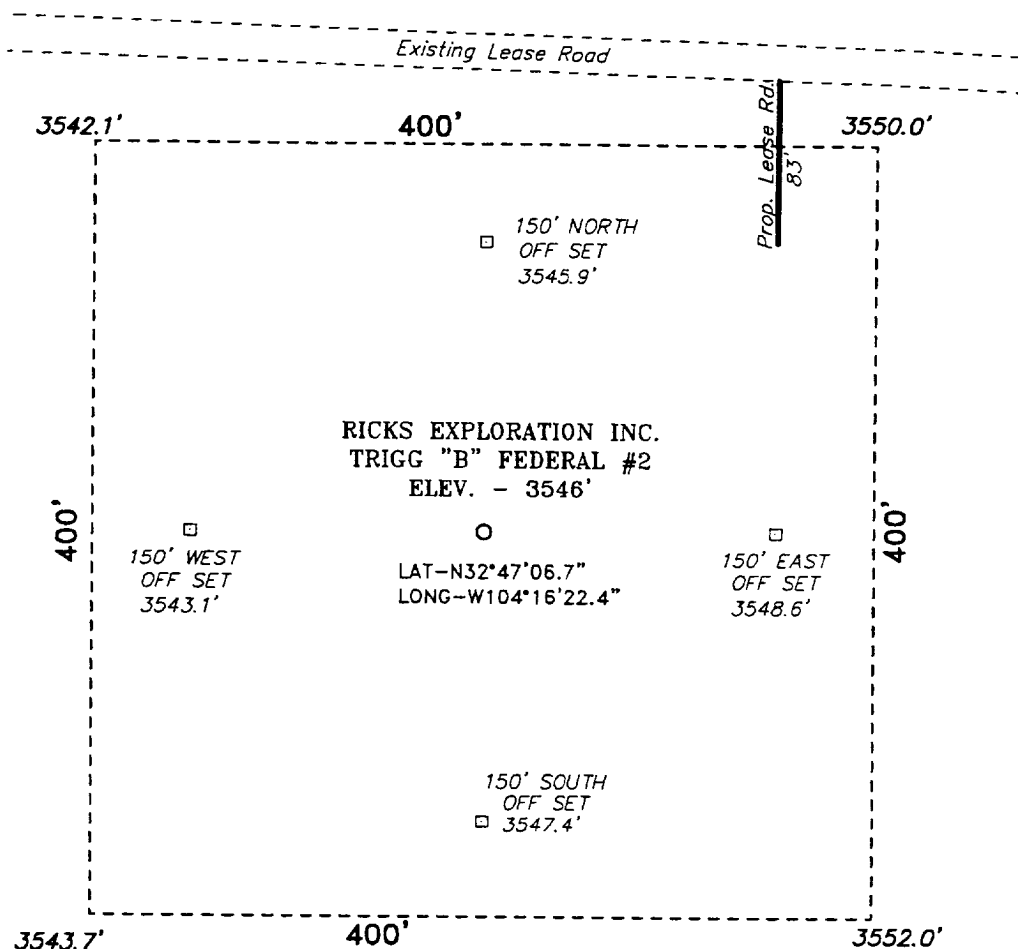 Existing Lease Road
3542.1'
400'
3550.0'
Prop. Lease Rd.
83'
150' NORTH
OFF SET
3545.9'
RICKS EXPLORATION INC.
TRIGG "B" FEDERAL #2
ELEV. - 3546'
400'
400'
150' WEST
OFF SET
3543.1'
LAT-N32°47'06.7"
LONG-W104°16'22.4"
150' EAST
OFF SET
3548.6'
150' SOUTH
OFF SET
3547.4'
3543.7'
400'
3552.0'